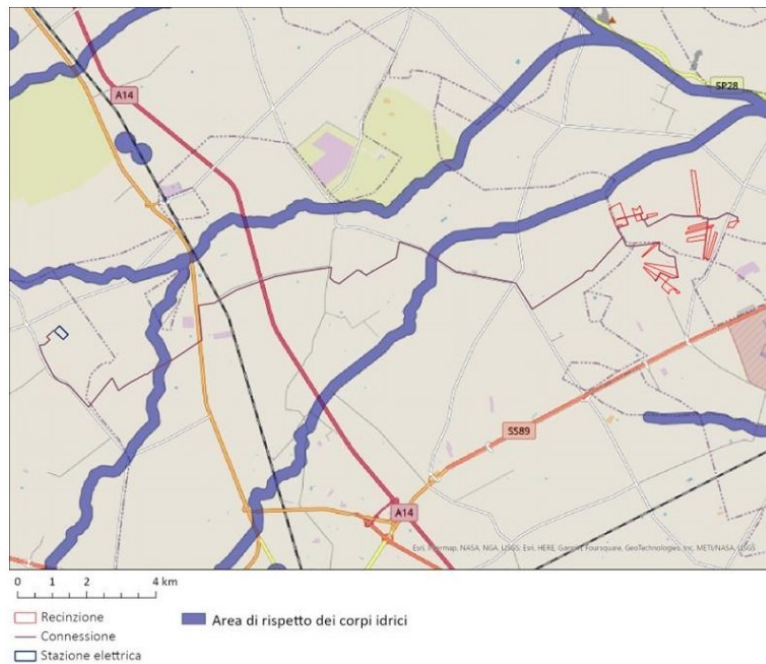 A14
SP28
SS89
A14
Esri, Intermap, NASA, NGA, USGS; Esri, HERE, Garmin, Foursquare, GeoTechnologies, Inc, METI/NASA, USGS
0 1 2 4 km
Recinzione
Connessione
Stazione elettrica
Area di rispetto dei corpi idrici